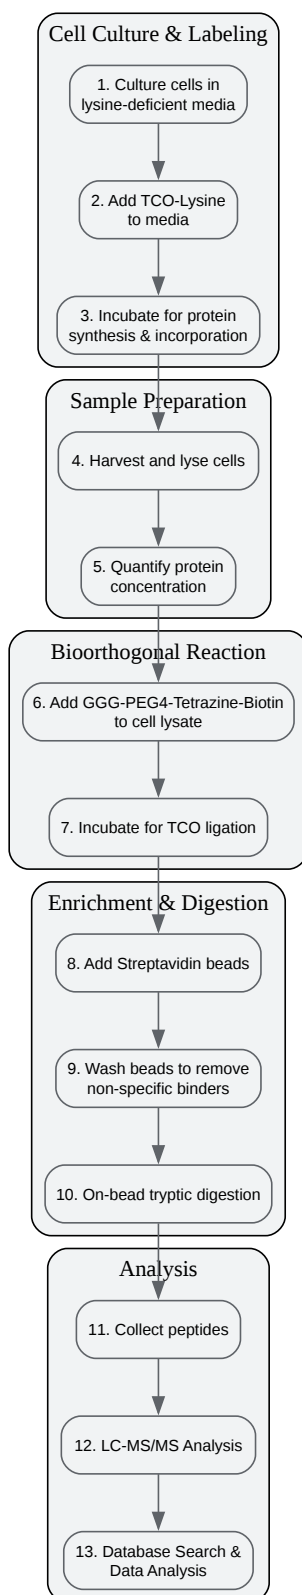 Cell Culture & Labeling
1. Culture cells in
lysine-deficient media
2. Add TCO-Lysine
to media
3. Incubate for protein
synthesis & incorporation
Sample Preparation
4. Harvest and lyse cells
5. Quantify protein
concentration
Bioorthogonal Reaction
6. Add GGG-PEG4-Tetrazine-Biotin
to cell lysate
7. Incubate for TCO ligation
Enrichment & Digestion
8. Add Streptavidin beads
9. Wash beads to remove
non-specific binders
10. On-bead tryptic digestion
Analysis
11. Collect peptides
12. LC-MS/MS Analysis
13. Database Search &
Data Analysis